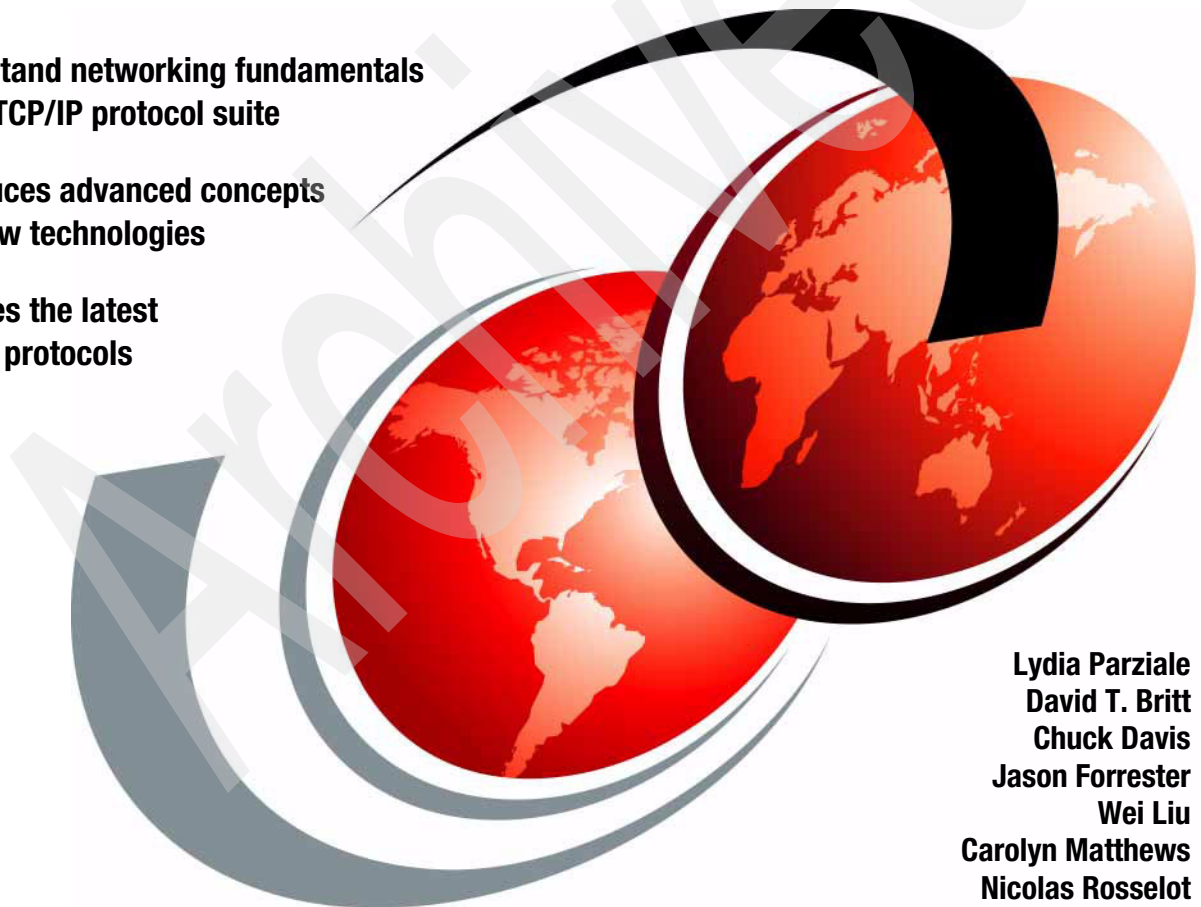 tand networking fundamentals
TCP/IP protocol suite
uces advanced concepts
w technologies
es the latest
protocols
Lydia Parziale
David T. Britt
Chuck Davis
Jason Forrester
Wei Liu
Carolyn Matthews
Nicolas Rosselot
Archive